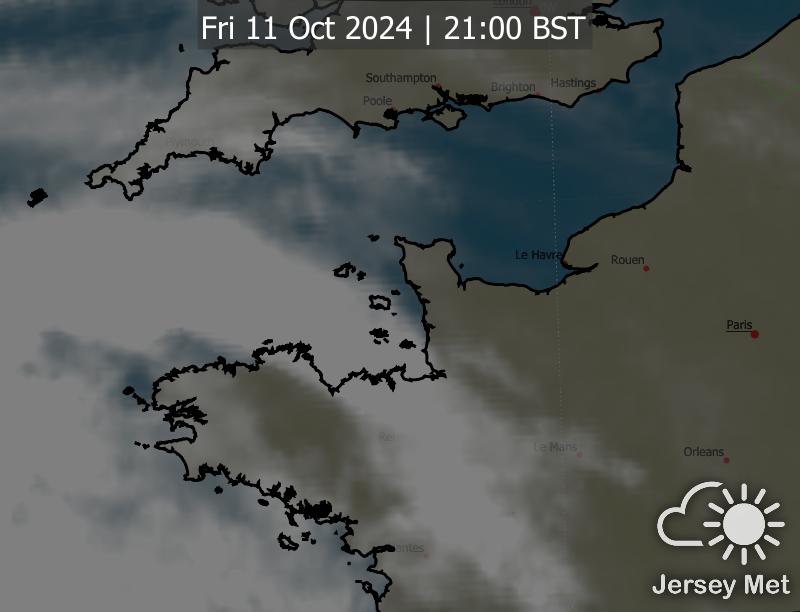 London
Fri 11 Oct 2024 | 21:00 BST
Southampton
Brighton
Hastings
Poole
Le Havre
Rouen
Paris
Le Mans
Orleans
Jersey Met